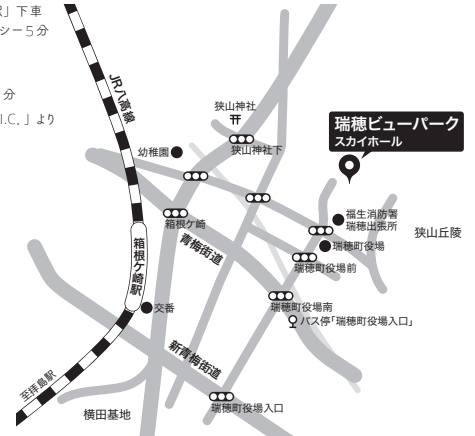 駅」下車
シー5分
分
I.C.」より
JR八高線
狭山神社
狭山神社下
幼稚園
瑞穂ビューパーク
スカイホール
福生消防署
瑞穂出張所
狭山丘陵
瑞穂町役場
箱根ケ崎
青梅街道
瑞穂町役場前
箱根ケ崎駅
瑞穂町役場南
バス停「瑞穂町役場入口」
交番
新青梅街道
至拝島駅
横田基地
瑞穂町役場入口